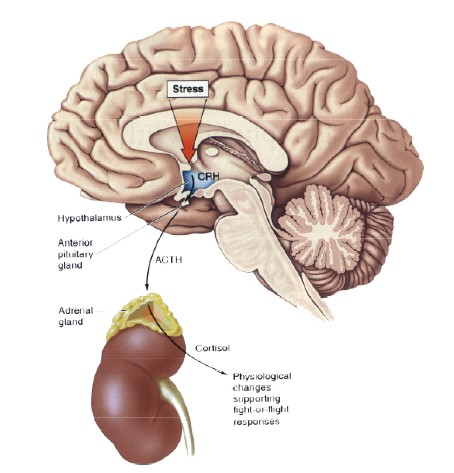 Stress
CRH
Hypothalamus
Anterior
pituitary
gland
ACTH
Adrenal
gland
Cortisol
Physiological
changes
supporting
fight-or-flight
responses